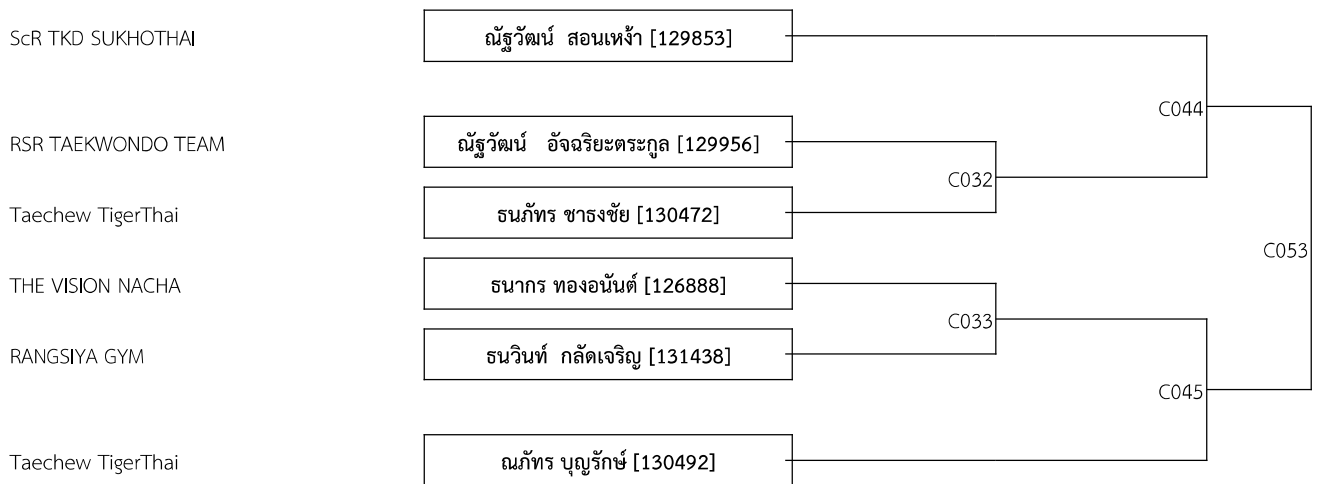 ScR TKD SUKHOTHAI
ณัฐวัฒน์  สอนเหง้า [129853]
C044
RSR TAEKWONDO TEAM
ณัฐวัฒน์   อัจฉริยะตระกูล [129956]
C032
Taechew TigerThai
ธนภัทร ชาธงชัย [130472]
C053
THE VISION NACHA
ธนากร ทองอนันต์ [126888]
C033
RANGSIYA GYM
ธนวินท์  กลัดเจริญ [131438]
C045
Taechew TigerThai
ณภัทร บุญรักษ์ [130492]